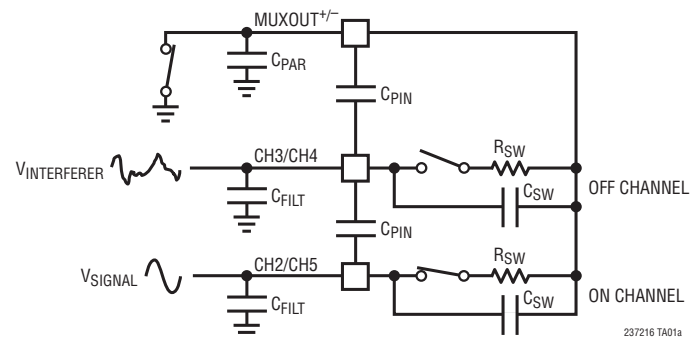 MUXOUT+/–
CPAR
CPIN
VINTERFERER
CH3/CH4
RSW
CSW
OFF CHANNEL
CFILT
CPIN
VSIGNAL
CH2/CH5
RSW
CSW
ON CHANNEL
CFILT
237216 TA01a